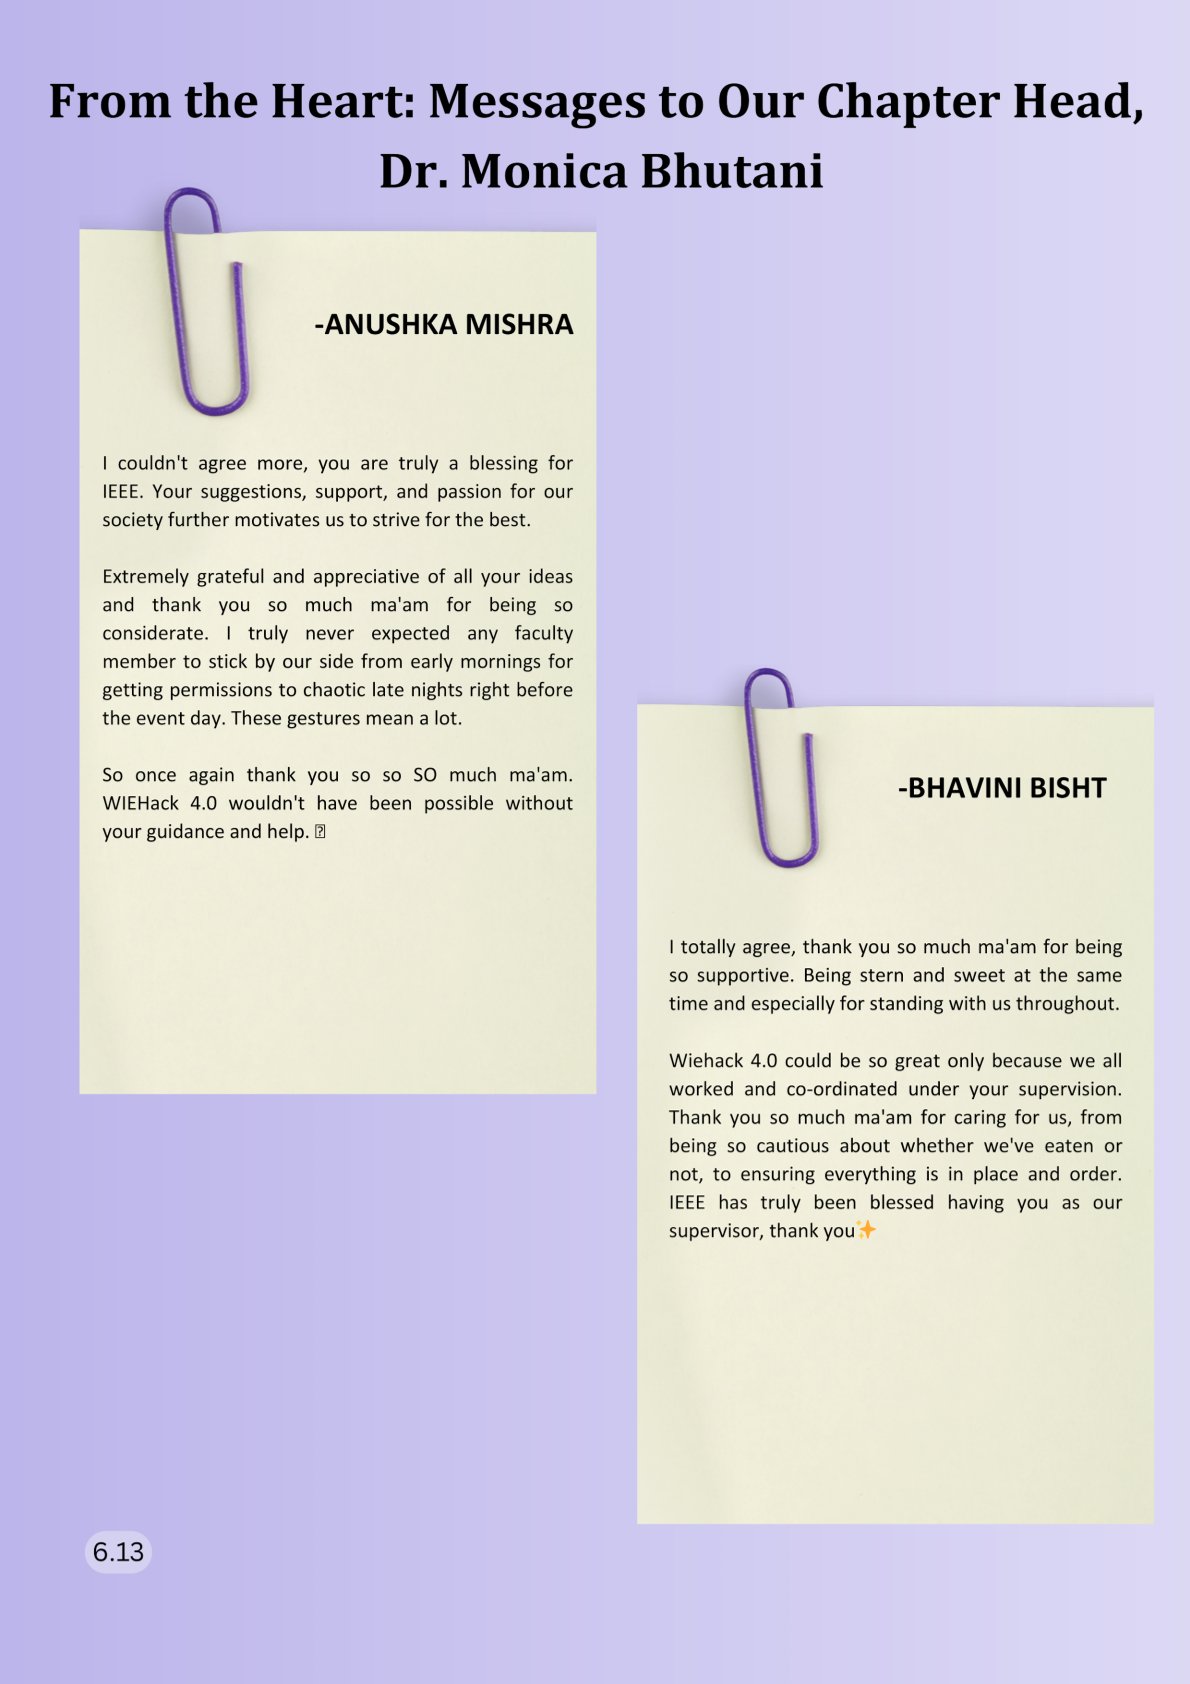 From the Heart: Messages to Our Chapter Head,
Dr. Monica Bhutani
-ANUSHKA MISHRA
I couldn't agree more, you are truly a blessing for
IEEE. Your suggestions, support, and passion for our
society further motivates us to strive for the best.
Extremely grateful and appreciative of all your ideas
and thank you so much ma'am for being so
considerate. I truly never expected any faculty
member to stick by our side from early mornings for
getting permissions to chaotic late nights right before
the event day. These gestures mean a lot.
So once again thank you so so SO much ma'am.
WIEHack 4.0 wouldn't have been possible without
your guidance and help.
-BHAVINI BISHT
I totally agree, thank you so much ma'am for being
so supportive. Being stern and sweet at the same
time and especially for standing with us throughout.
Wiehack 4.0 could be so great only because we all
worked and co-ordinated under your supervision.
Thank you so much ma'am for caring for us, from
being so cautious about whether we've eaten or
not, to ensuring everything is in place and order.
IEEE has truly been blessed having you as our
supervisor, thank you✨
6.13